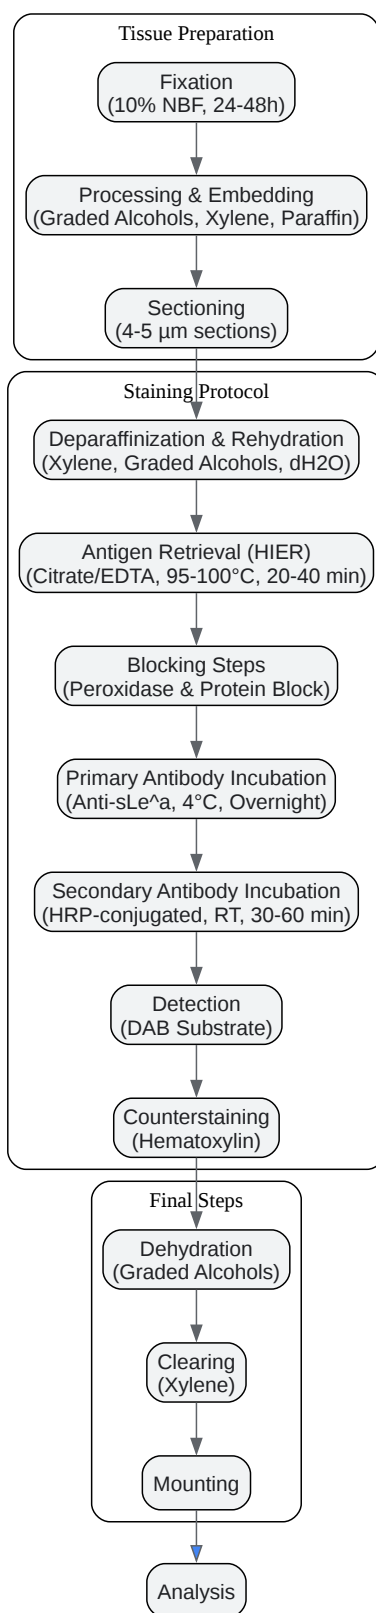 Tissue Preparation
Fixation
(10% NBF, 24-48h)
Processing & Embedding
(Graded Alcohols, Xylene, Paraffin)
Sectioning
(4-5 µm sections)
Staining Protocol
Deparaffinization & Rehydration
(Xylene, Graded Alcohols, dH2O)
Antigen Retrieval (HIER)
(Citrate/EDTA, 95-100°C, 20-40 min)
Blocking Steps
(Peroxidase & Protein Block)
Primary Antibody Incubation
(Anti-sLe^a, 4°C, Overnight)
Secondary Antibody Incubation
(HRP-conjugated, RT, 30-60 min)
Detection
(DAB Substrate)
Counterstaining
(Hematoxylin)
Final Steps
Dehydration
(Graded Alcohols)
Clearing
(Xylene)
Mounting
Analysis